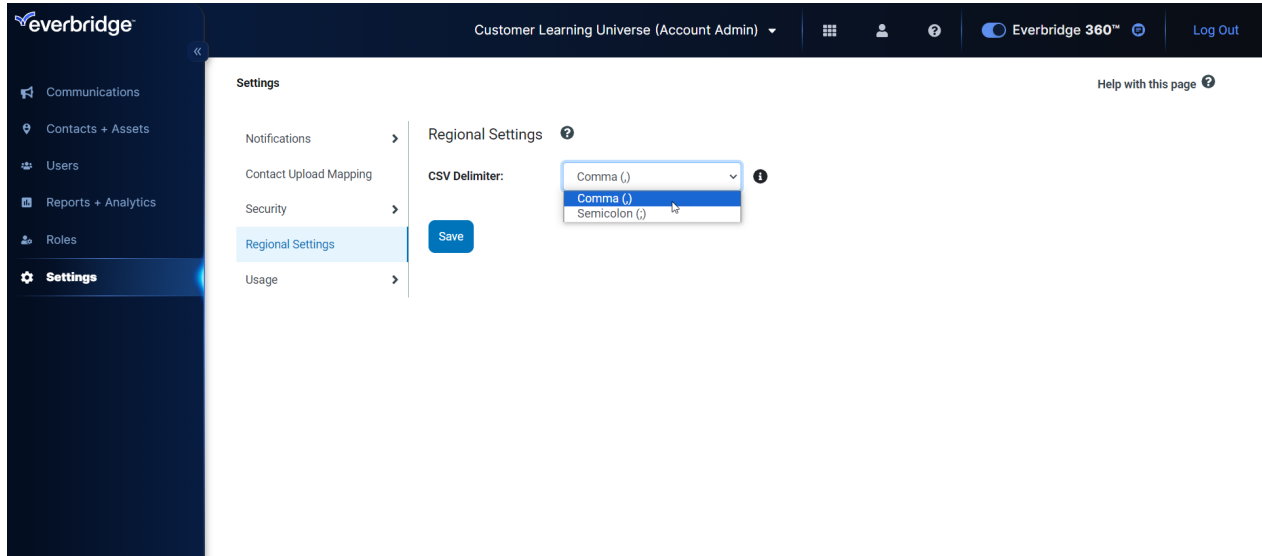 everbridge™
Customer Learning Universe (Account Admin)
Everbridge 360™
Log Out
«
Communications
Contacts + Assets
Users
Reports + Analytics
Roles
Settings
Settings
Help with this page ?
Notifications
Contact Upload Mapping
Security
Regional Settings
Usage
Regional Settings ?
CSV Delimiter:
Comma (,)
Comma (,)
Semicolon (;)
Save